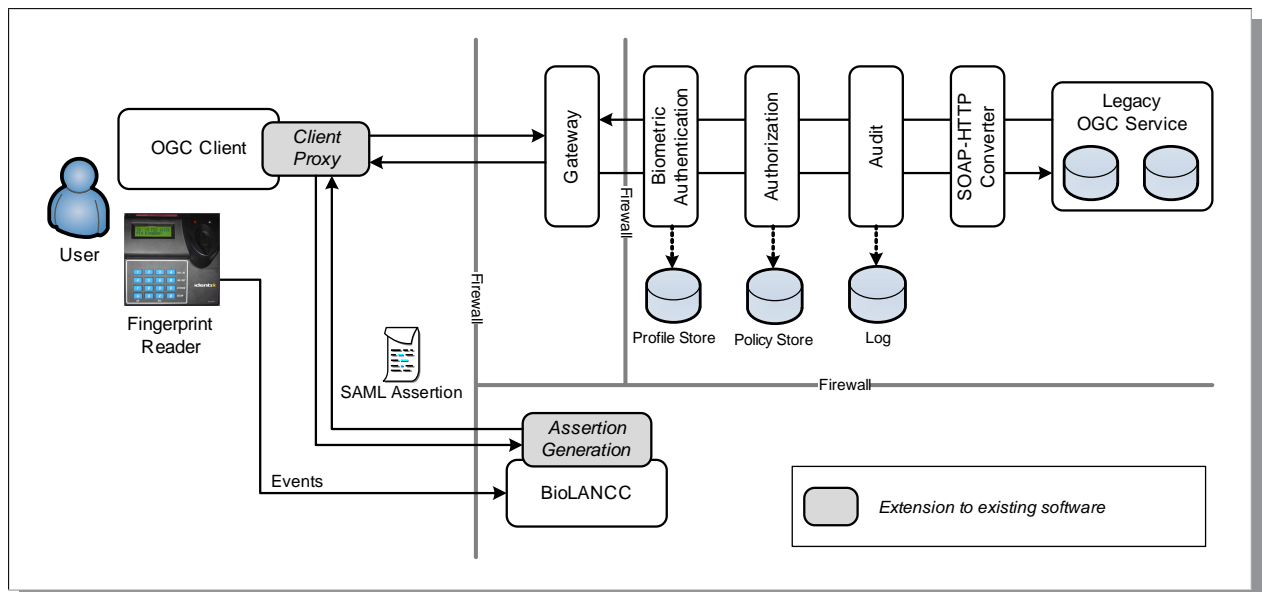 OGC Client
Client
Proxy
User
identix
Fingerprint
Reader
Firewall
SAML Assertion
Events
Assertion
Generation
BioLANCC
Gateway
Firewall
Biometric
Authentication
Authorization
Audit
SOAP-HTTP
Converter
Legacy
OGC Service
Profile Store
Policy Store
Log
Firewall
Extension to existing software